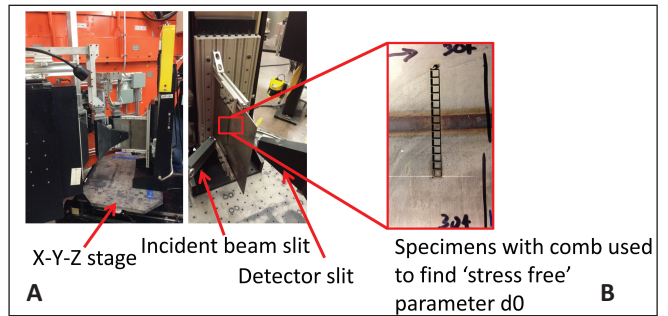 304
304
X-Y-Z stage
Incident beam slit
Detector slit
Specimens with comb used
to find ‘stress free’
parameter d0
A
B